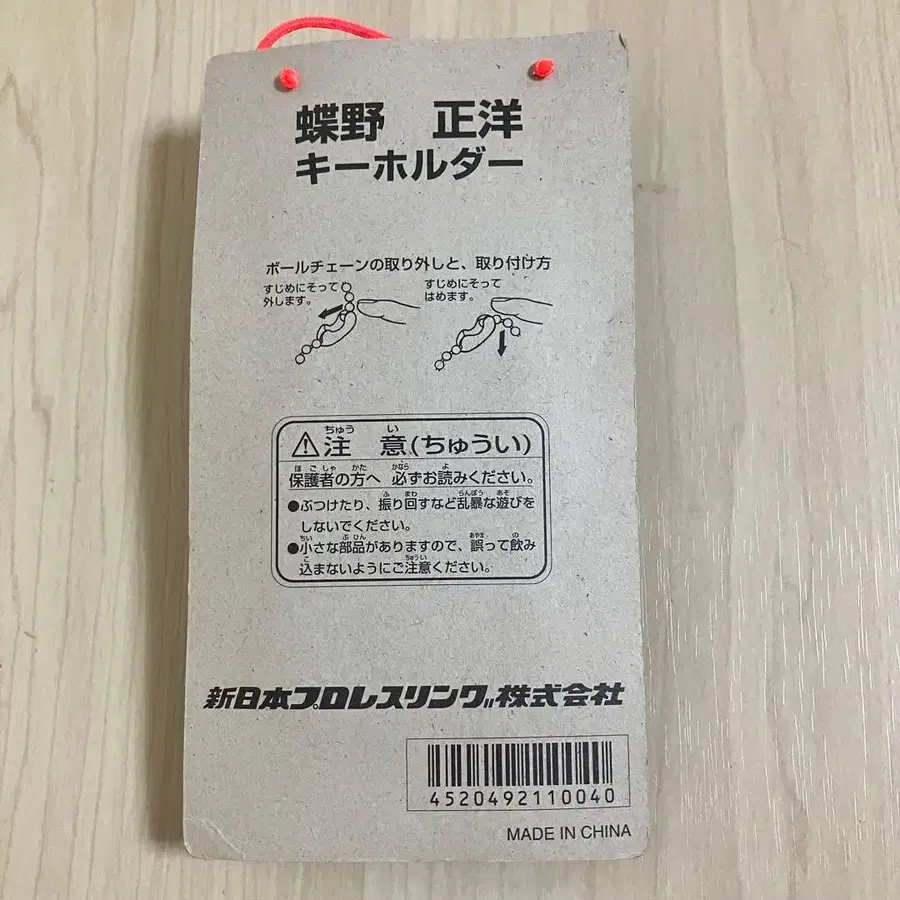 蝶野　正洋
キーホルダー
ボールチェーンの取り外しと、取り付け方
すじめにそって
外します。
すじめにそって
はめます。
ちゅう い
注 意(ちゅうい)
ほごしゃ かた かなら よ
保護者の方へ 必ずお読みください。
ふ まわ らんぼう あそ
●ぶつけたり、振り回すなど乱暴な遊びを
しないでください。
ちい ぶひん あやま の
●小さな部品がありますので、誤って飲み
こ ちゅうい
込まないようにご注意ください。
新日本プロレスリング株式会社
4520492110040
MADE IN CHINA